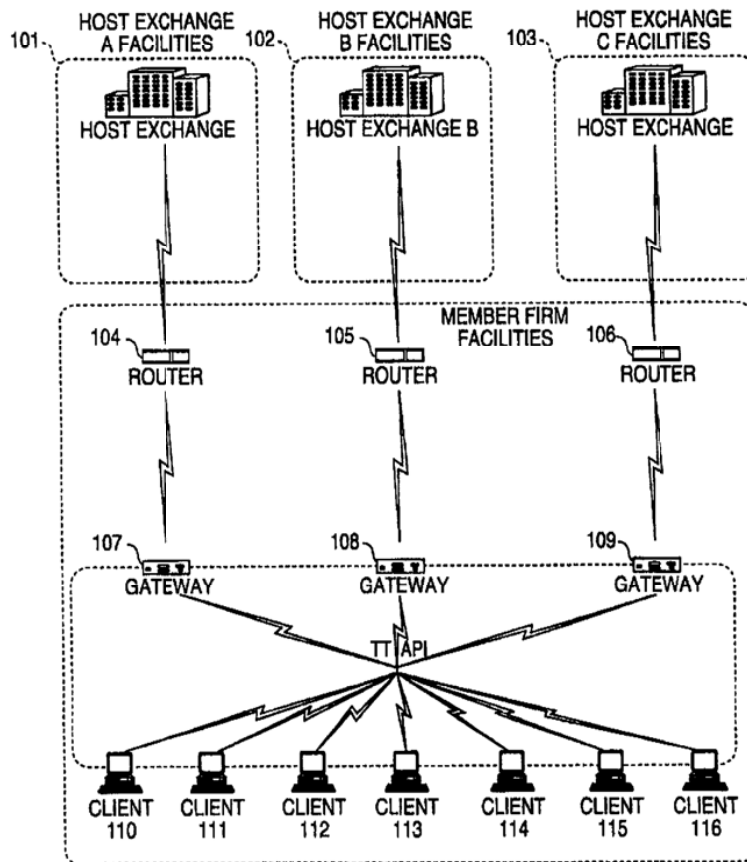 HOST EXCHANGE
A FACILITIES
101
HOST EXCHANGE
B FACILITIES
102
HOST EXCHANGE
C FACILITIES
103
HOST EXCHANGE
HOST EXCHANGE B
HOST EXCHANGE
MEMBER FIRM
FACILITIES
104
ROUTER
105
ROUTER
106
ROUTER
107
GATEWAY
108
GATEWAY
109
GATEWAY
TT API
CLIENT
110
CLIENT
111
CLIENT
112
CLIENT
113
CLIENT
114
CLIENT
115
CLIENT
116